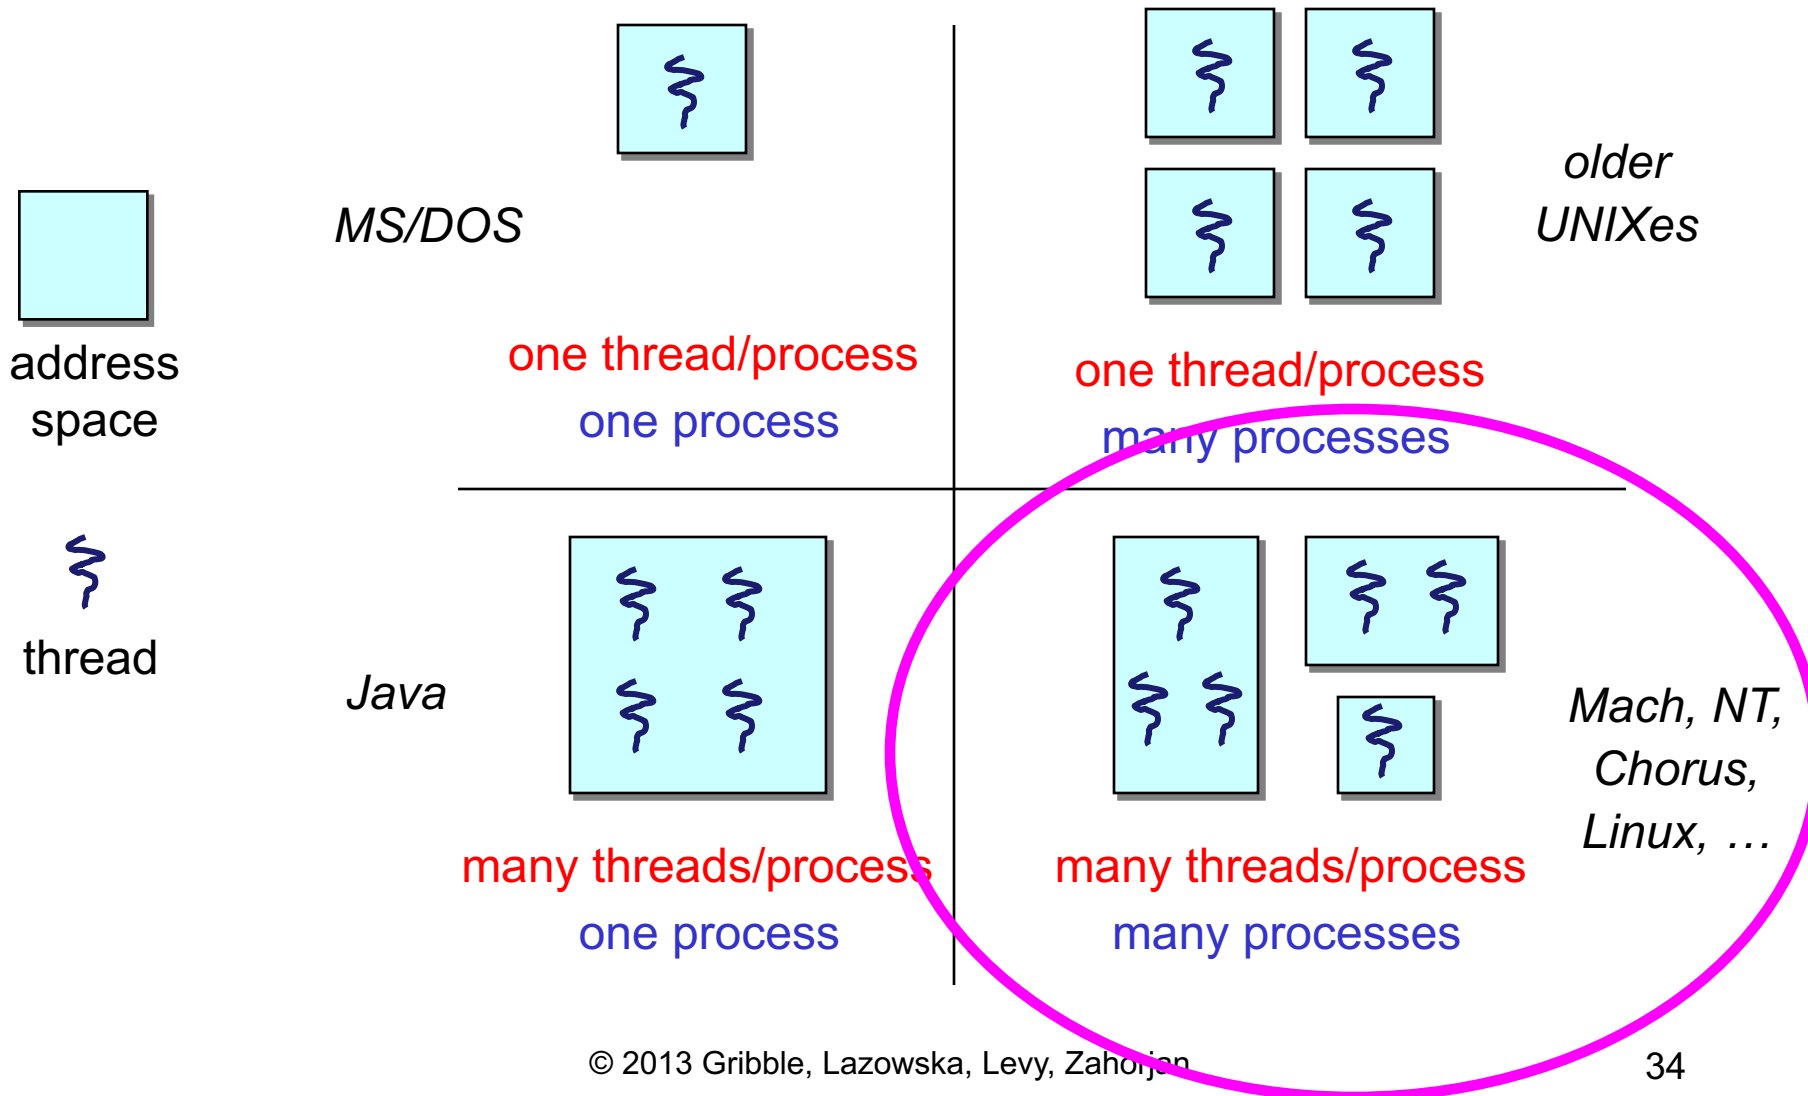 address
space
thread
MS/DOS
one thread/process
one process
older
UNIXes
one thread/process
many processes
Java
many threads/process
one process
Mach, NT,
Chorus,
Linux, …
many threads/process
many processes
© 2013 Gribble, Lazowska, Levy, Zahorjan
34